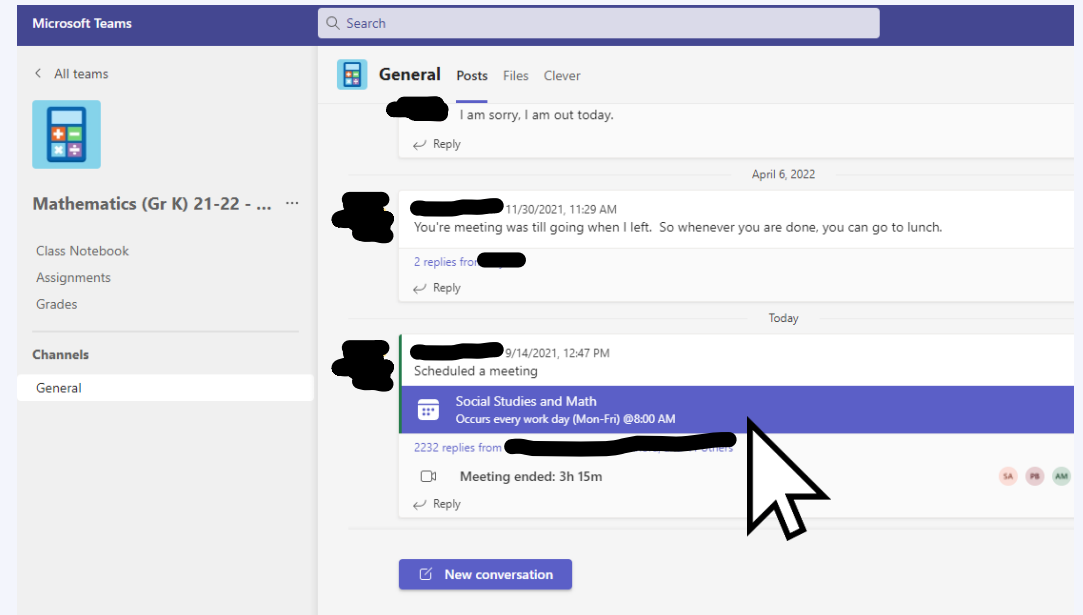 Microsoft Teams
Search
All teams
Mathematics (Gr K) 21-22 - ...
Class Notebook
Assignments
Grades
Channels
General
General Posts Files Clever
I am sorry, I am out today.
Reply
April 6, 2022
11/30/2021, 11:29 AM
You're meeting was till going when I left. So whenever you are done, you can go to lunch.
2 replies from
Reply
Today
9/14/2021, 12:47 PM
Scheduled a meeting
Social Studies and Math
Occurs every work day (Mon-Fri) @8:00 AM
2232 replies from
Meeting ended: 3h 15m
SA PB AM
Reply
New conversation